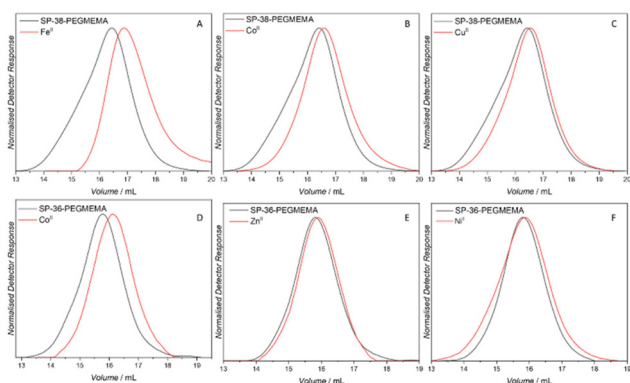 SP-38-PEGMEMA
Fe^II
A
Normalised Detector Response
13 14 15 16 17 18 19 20
Volume / mL
SP-38-PEGMEMA
Co^II
B
Normalised Detector Response
13 14 15 16 17 18 19 20
Volume / mL
SP-38-PEGMEMA
Cu^II
C
Normalised Detector Response
13 14 15 16 17 18 19 20
Volume / mL
SP-36-PEGMEMA
Co^II
D
Normalised Detector Response
13 14 15 16 17 18 19
Volume / mL
SP-36-PEGMEMA
Zn^II
E
Normalised Detector Response
13 14 15 16 17 18 19
Volume / mL
SP-36-PEGMEMA
F
Normalised Detector Response
13 14 15 16 17 18 19
Volume / mL